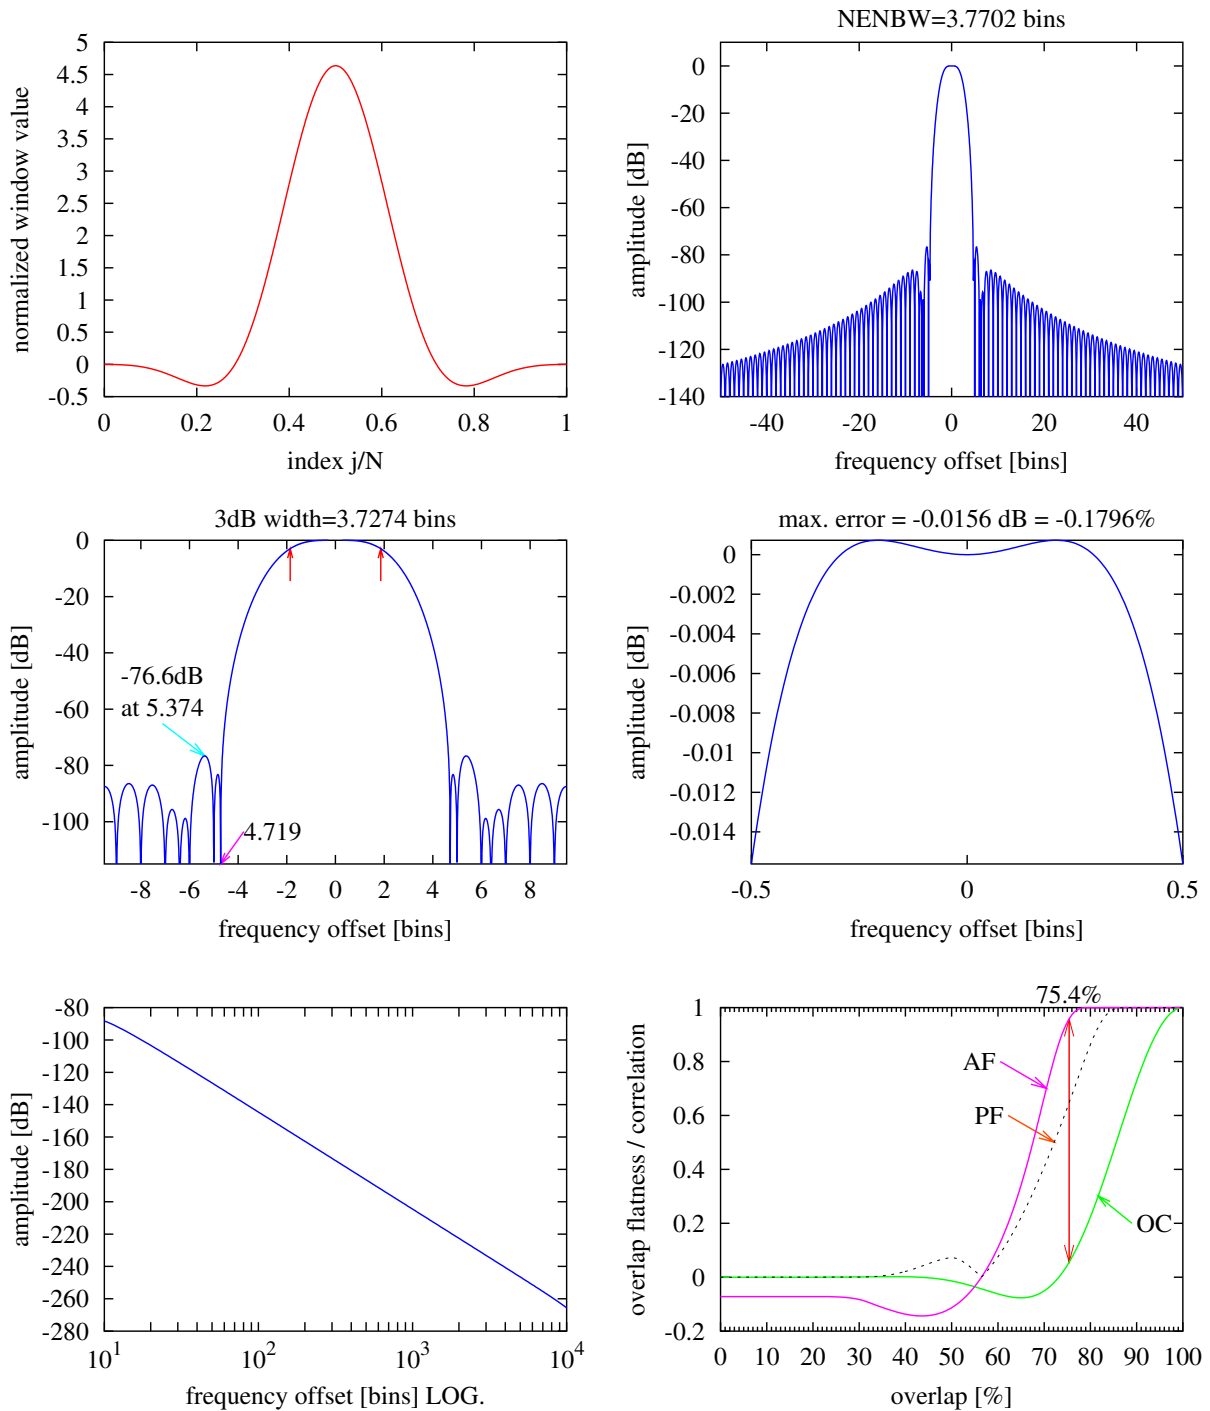 normalized window value
5
4.5
4
3.5
3
2.5
2
1.5
1
0.5
0
-0.5
0 0.2 0.4 0.6 0.8 1
index j/N
NENBW=3.7702 bins
amplitude [dB]
0
-20
-40
-60
-80
-100
-120
-140
-40 -20 0 20 40
frequency offset [bins]
3dB width=3.7274 bins
amplitude [dB]
0
-20
-40
-60
-80
-100
-76.6dB
at 5.374
4.719
-8 -6 -4 -2 0 2 4 6 8
frequency offset [bins]
max. error = -0.0156 dB = -0.1796%
amplitude [dB]
0
-0.002
-0.004
-0.006
-0.008
-0.01
-0.012
-0.014
-0.5 0 0.5
frequency offset [bins]
amplitude [dB]
-80
-100
-120
-140
-160
-180
-200
-220
-240
-260
-280
10^1 10^2 10^3 10^4
frequency offset [bins] LOG.
75.4%
overlap flatness / correlation
1
0.8
0.6
0.4
0.2
0
-0.2
AF
PF
OC
0 10 20 30 40 50 60 70 80 90 100
overlap [%]